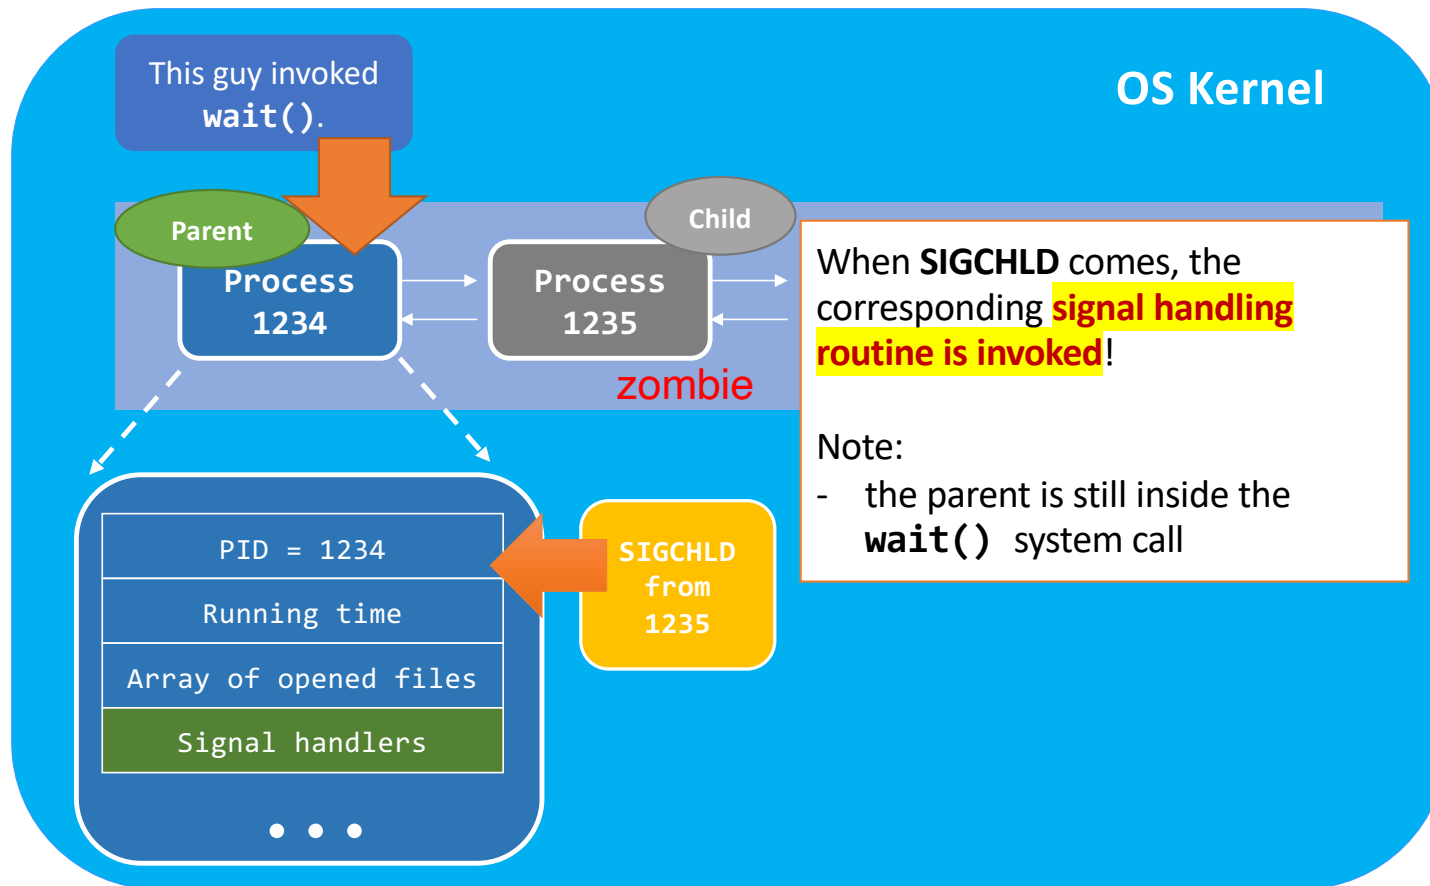 This guy invoked
wait().
OS Kernel
Parent
Child
Process
1234
Process
1235
zombie
When SIGCHLD comes, the
corresponding signal handling
routine is invoked!
Note:
- the parent is still inside the
wait() system call
PID = 1234
Running time
Array of opened files
Signal handlers
• • •
SIGCHLD
from
1235